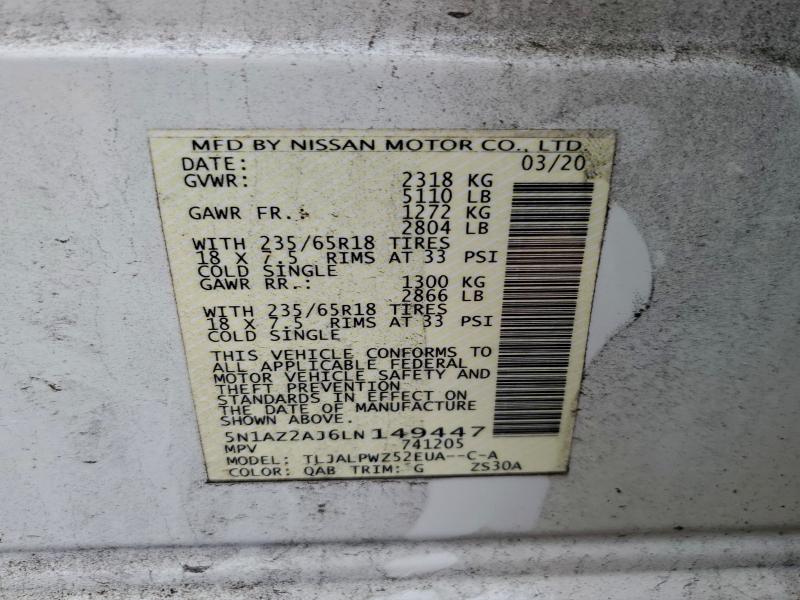 MFD BY NISSAN MOTOR CO., LTD.
DATE: 03/20
GVWR: 2318 KG
5110 LB
GAWR FR.: 1272 KG
2804 LB
WITH 235/65R18 TIRES
18 X 7.5 RIMS AT 33 PSI
COLD SINGLE
GAWR RR.: 1300 KG
2866 LB
WITH 235/65R18 TIRES
18 X 7.5 RIMS AT 33 PSI
COLD SINGLE
THIS VEHICLE CONFORMS TO
ALL APPLICABLE FEDERAL
MOTOR VEHICLE SAFETY AND
THEFT PREVENTION
STANDARDS IN EFFECT ON
THE DATE OF MANUFACTURE
SHOWN ABOVE.
5N1AZ2AJ6LN149447
MPV 741205
MODEL: TLJALPWZ52EUA--C-A
COLOR: QAB TRIM: G ZS30A